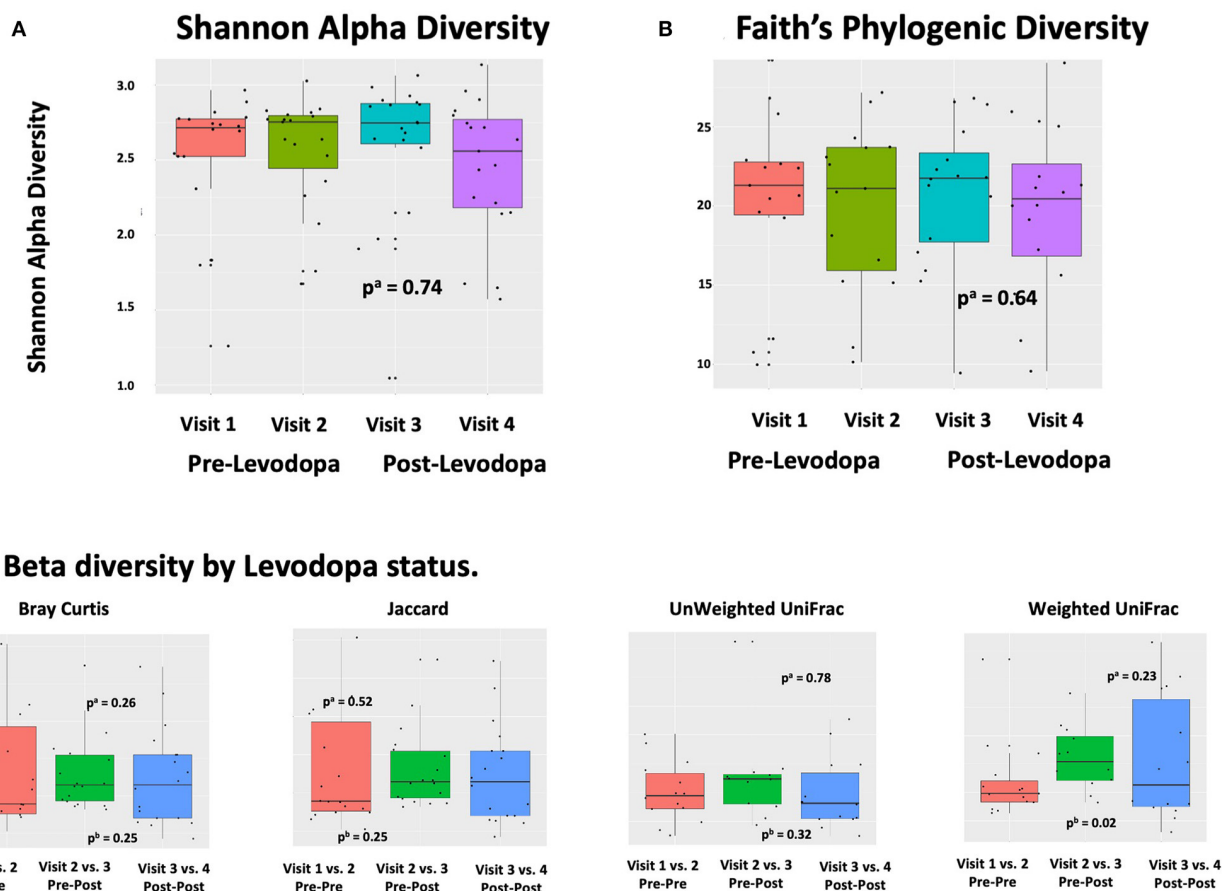 A
Shannon Alpha Diversity
Shannon Alpha Diversity
3.0
2.5
2.0
1.5
1.0
pᵃ = 0.74
Visit 1 Visit 2 Visit 3 Visit 4
Pre-Levodopa Post-Levodopa
B
Faith's Phylogenic Diversity
25
20
15
10
pᵃ = 0.64
Visit 1 Visit 2 Visit 3 Visit 4
Pre-Levodopa Post-Levodopa
Beta diversity by Levodopa status.
Bray Curtis
pᵃ = 0.26
pᵇ = 0.25
s. 2 Visit 2 vs. 3 Visit 3 vs. 4
e Pre-Post Post-Post
Jaccard
pᵃ = 0.52
pᵇ = 0.25
Visit 1 vs. 2 Visit 2 vs. 3 Visit 3 vs. 4
Pre-Pre Pre-Post Post-Post
UnWeighted UniFrac
pᵃ = 0.78
pᵇ = 0.32
Visit 1 vs. 2 Visit 2 vs. 3 Visit 3 vs. 4
Pre-Pre Pre-Post Post-Post
Weighted UniFrac
pᵃ = 0.23
pᵇ = 0.02
Visit 1 vs. 2 Visit 2 vs. 3 Visit 3 vs. 4
Pre-Pre Pre-Post Post-Post